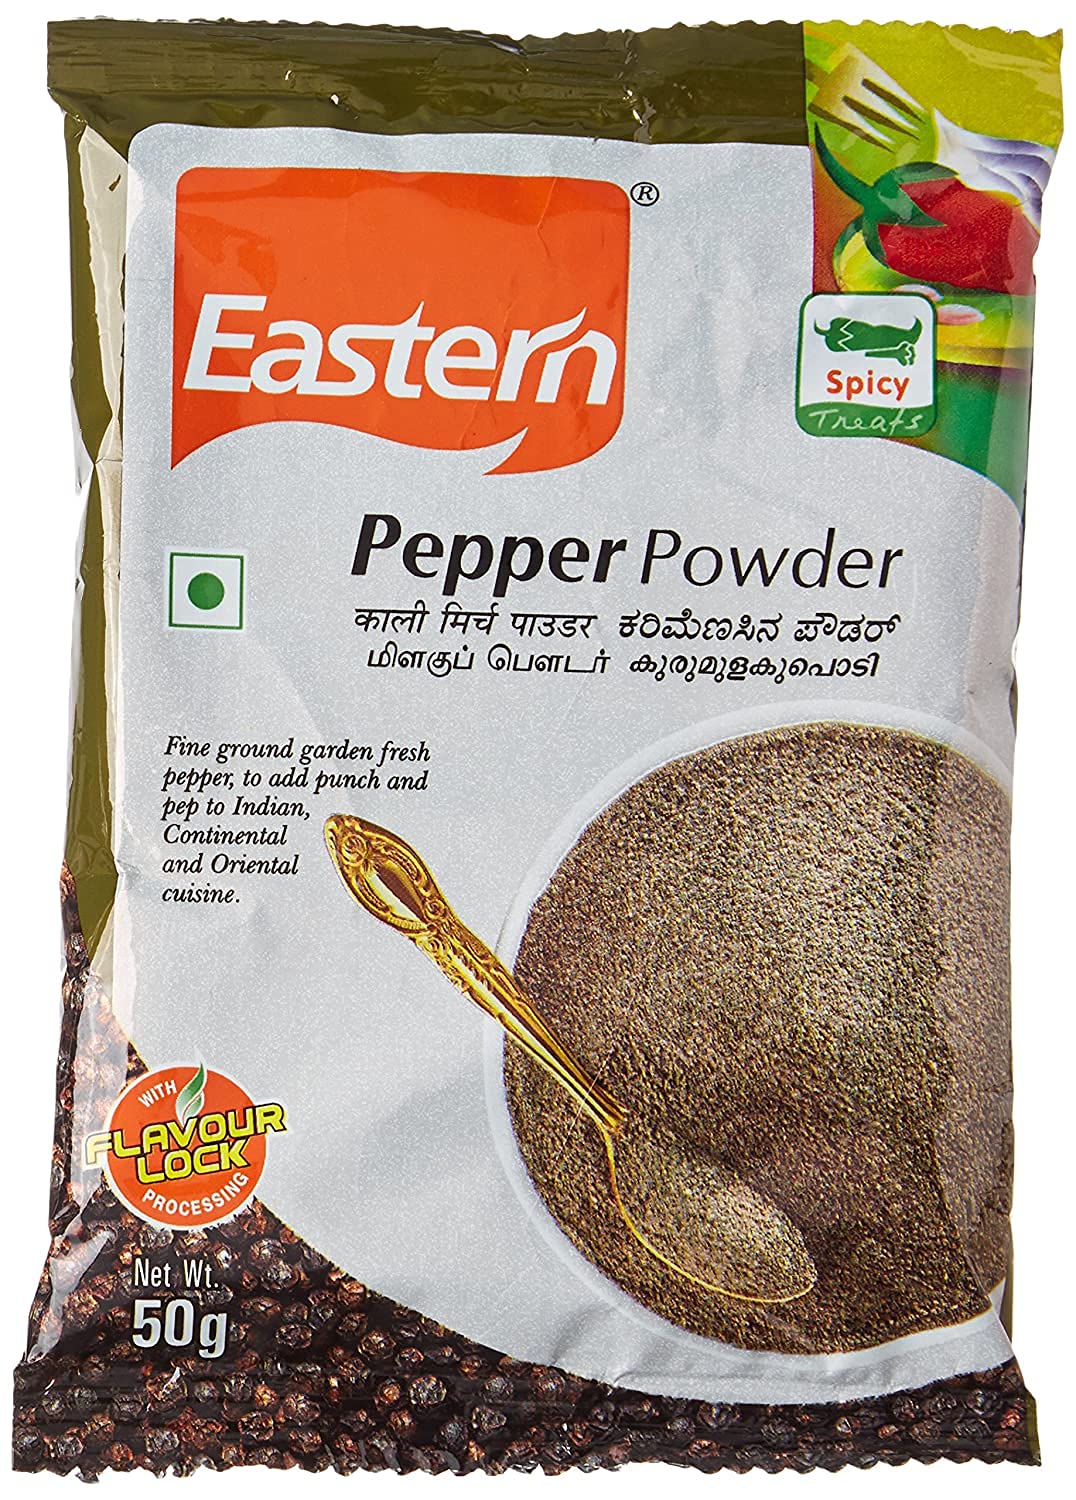 Eastern®
Spicy
Treats
Pepper Powder
काली मिर्च पाउडर ಕರಿಮೆಣಸಿನ ಪೌಡರ್
மிளகுப் பௌடர் കുരുമുളകുപൊടി
Fine ground garden fresh
pepper, to add punch and
pep to Indian,
Continental
and Oriental
cuisine.
WITH
FLAVOUR
LOCK
PROCESSING
Net Wt.
50g